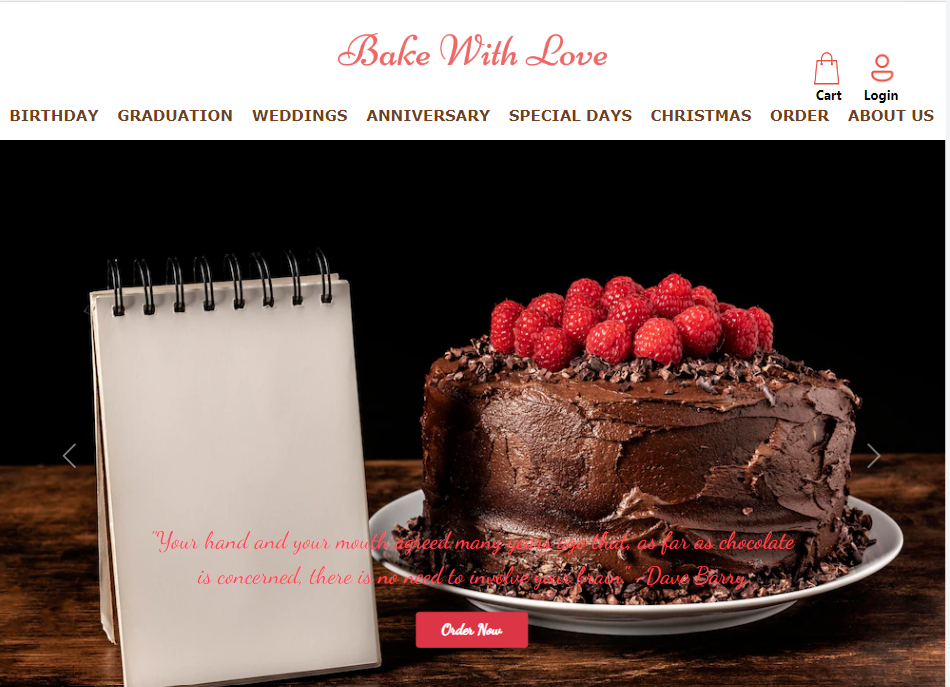 Bake With Love
Cart Login
BIRTHDAY GRADUATION WEDDINGS ANNIVERSARY SPECIAL DAYS CHRISTMAS ORDER ABOUT US
"Your hand and your mouth agreed many years ago that, as far as chocolate
is concerned, there is no need to involve your brain. -Dave Barry
Order Now